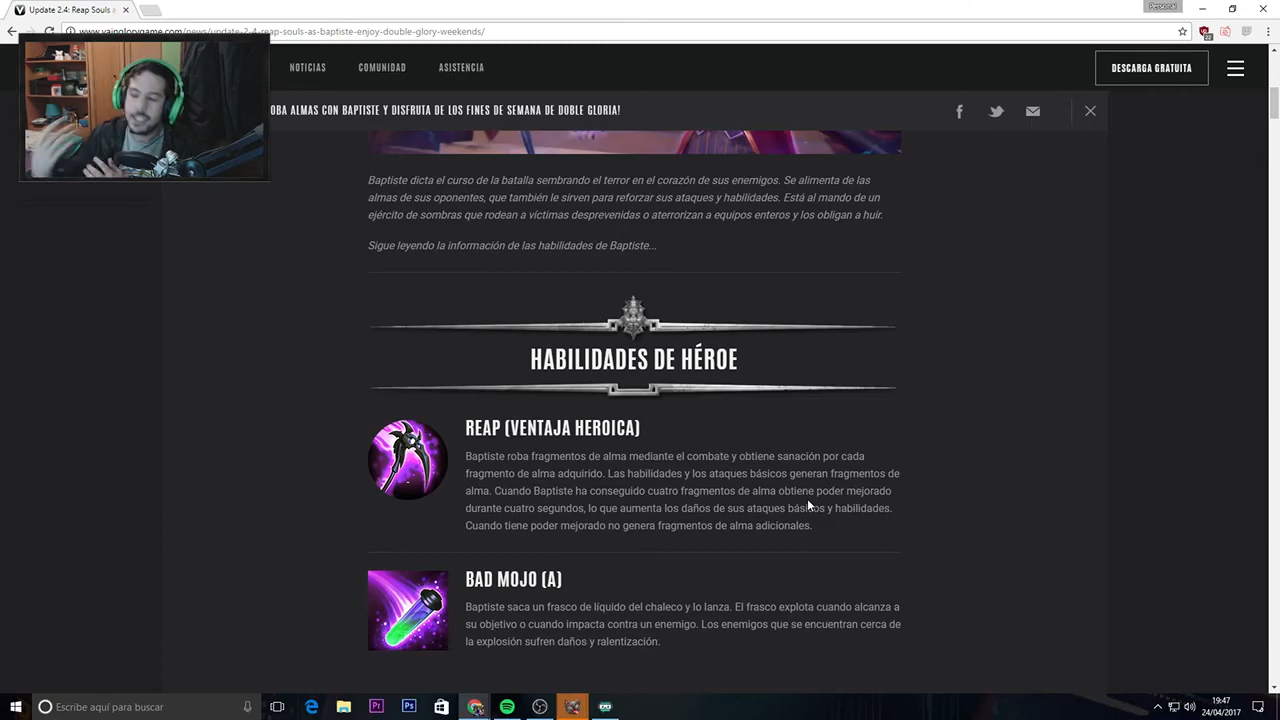 Update 2.4: Reap Souls a
Personal
www.vainglorygame.com/news/update-2-4-reap-souls-as-baptiste-enjoy-double-glory-weekends/
22
NOTICIAS
COMUNIDAD
ASISTENCIA
DESCARGA GRATUITA
OBA ALMAS CON BAPTISTE Y DISFRUTA DE LOS FINES DE SEMANA DE DOBLE GLORIA!
Baptiste dicta el curso de la batalla sembrando el terror en el corazón de sus enemigos. Se alimenta de las
almas de sus oponentes, que también le sirven para reforzar sus ataques y habilidades. Está al mando de un
ejército de sombras que rodean a víctimas desprevenidas o aterrorizan a equipos enteros y los obligan a huir.
Sigue leyendo la información de las habilidades de Baptiste...
HABILIDADES DE HÉROE
REAP (VENTAJA HEROICA)
Baptiste roba fragmentos de alma mediante el combate y obtiene sanación por cada
fragmento de alma adquirido. Las habilidades y los ataques básicos generan fragmentos de
alma. Cuando Baptiste ha conseguido cuatro fragmentos de alma obtiene poder mejorado
durante cuatro segundos, lo que aumenta los daños de sus ataques básicos y habilidades.
Cuando tiene poder mejorado no genera fragmentos de alma adicionales.
BAD MOJO (A)
Baptiste saca un frasco de líquido del chaleco y lo lanza. El frasco explota cuando alcanza a
su objetivo o cuando impacta contra un enemigo. Los enemigos que se encuentran cerca de
la explosión sufren daños y ralentización.
Escribe aquí para buscar
Pr
Ps
19:47
24/04/2017